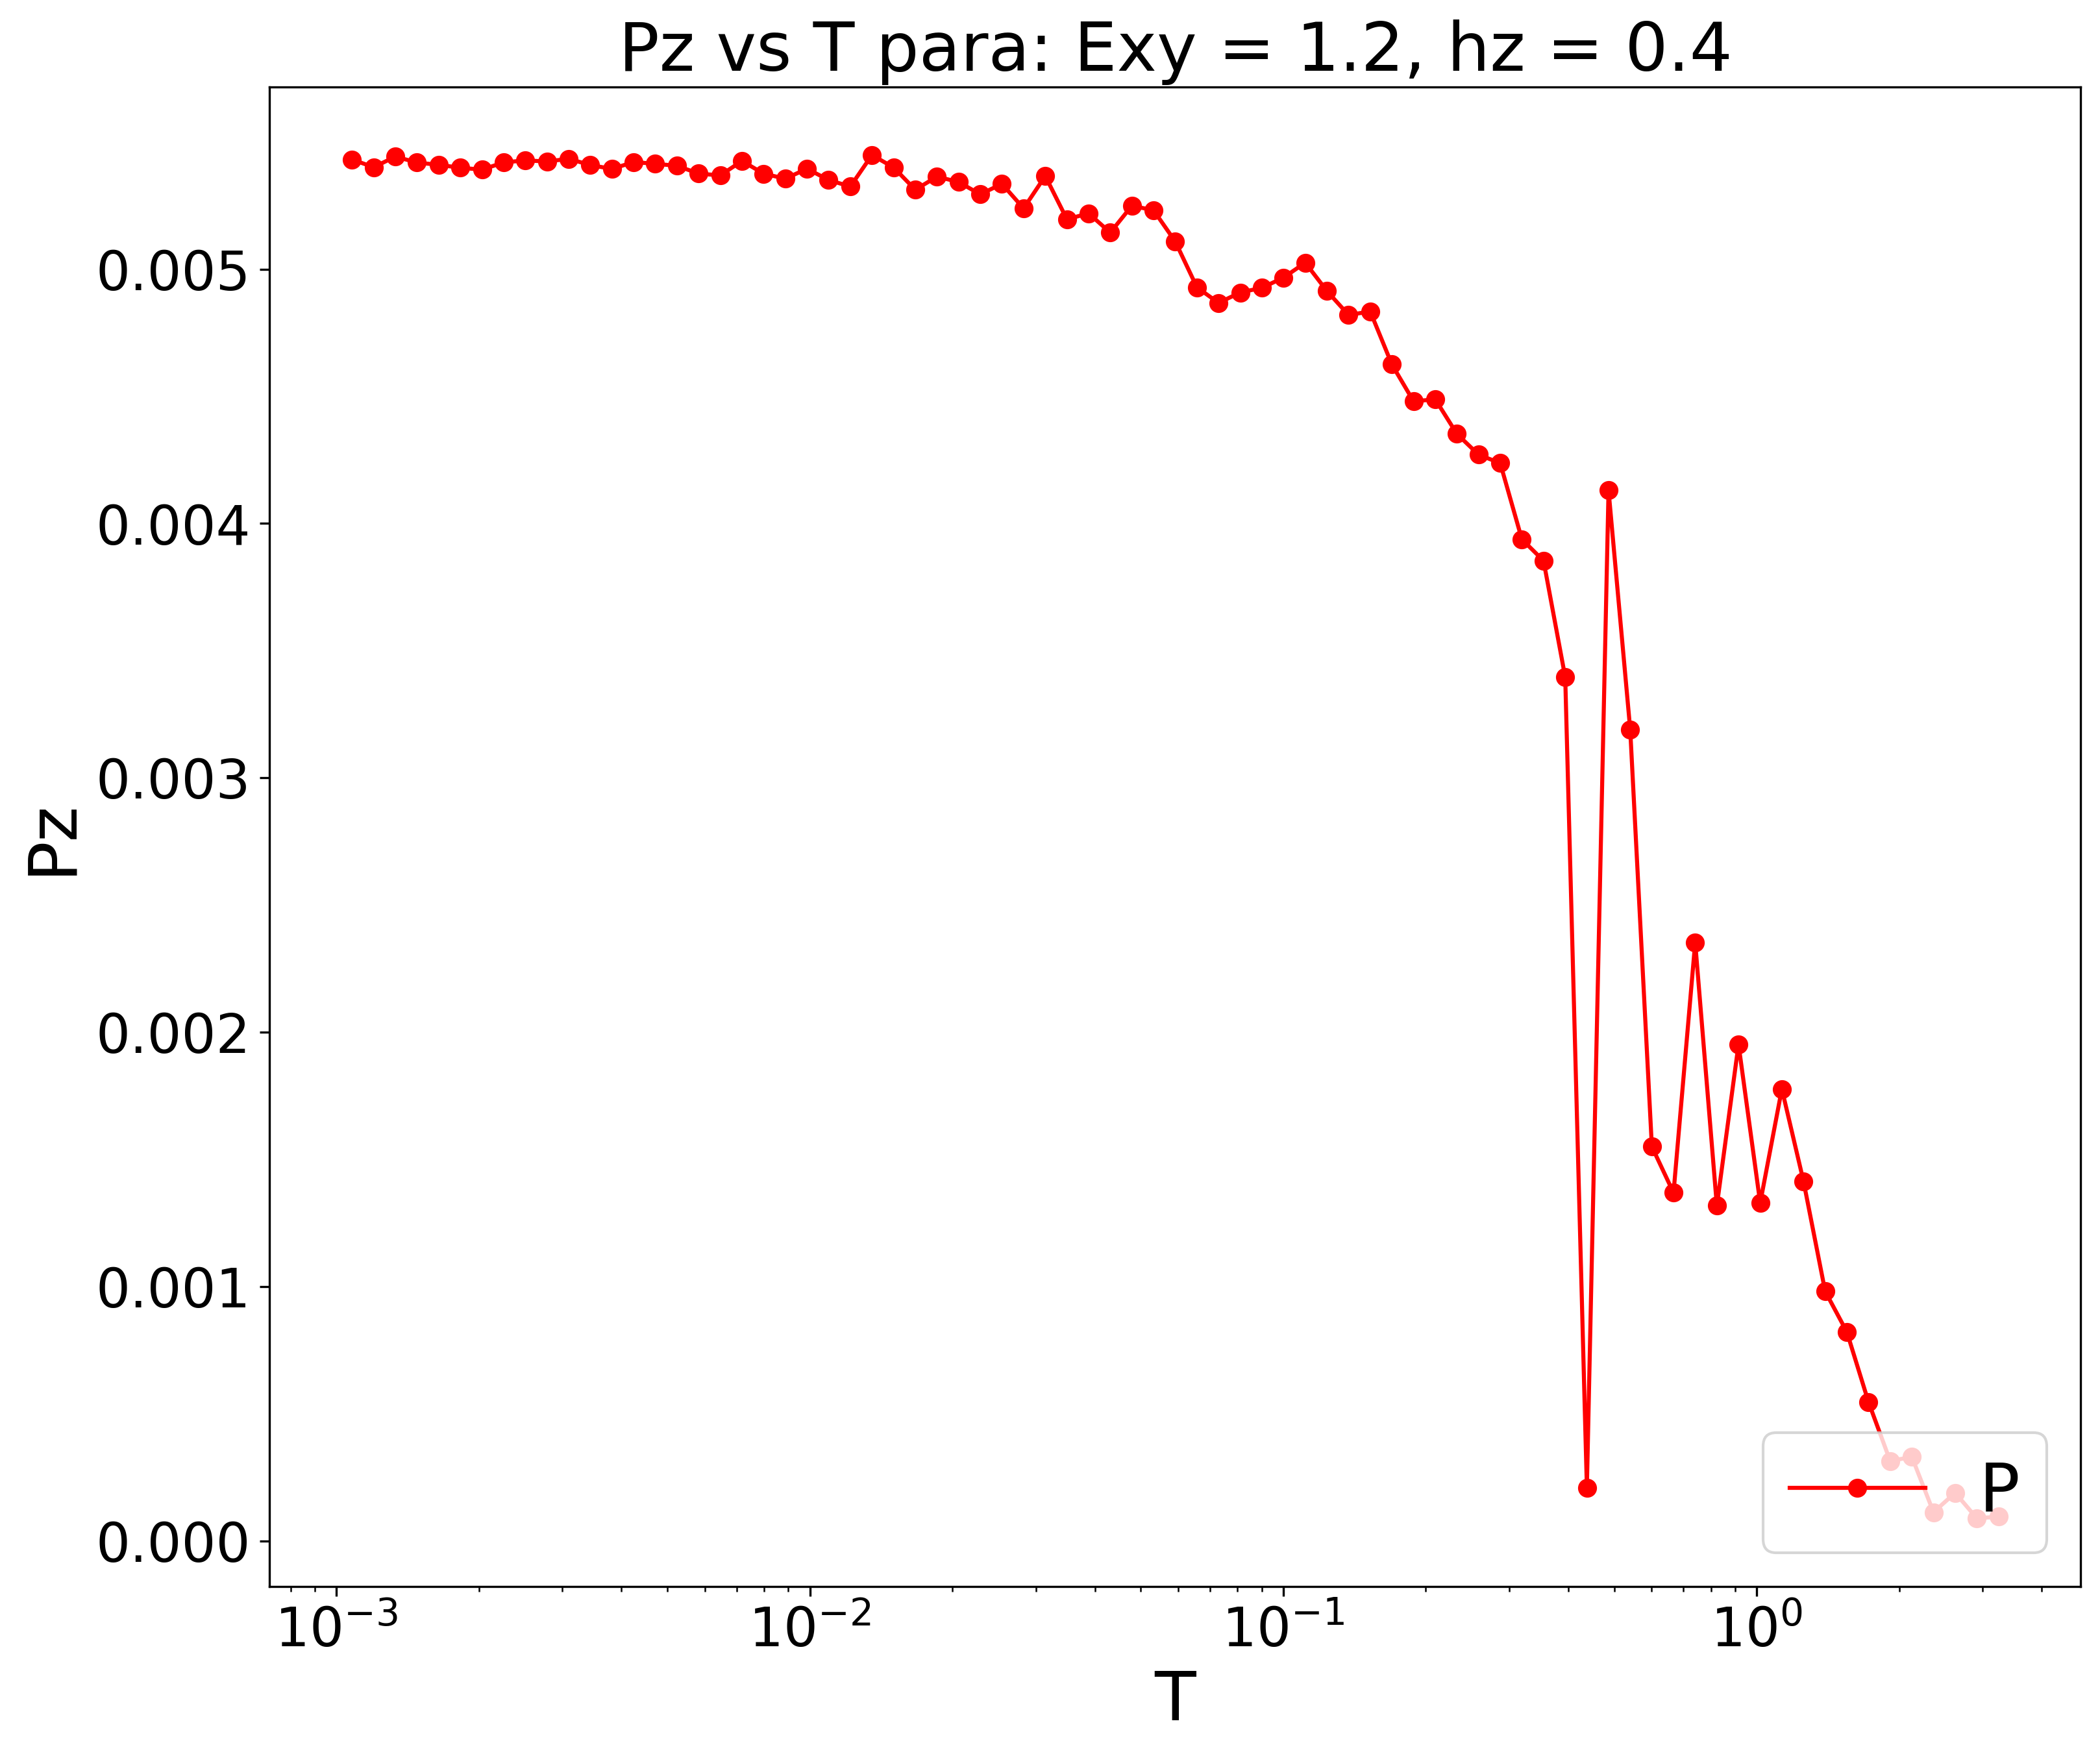 Pz vs T para: Exy = 1.2, hz = 0.4
Pz
0.005
0.004
0.003
0.002
0.001
0.000
P
10⁻³ 10⁻² 10⁻¹ 10⁰
T